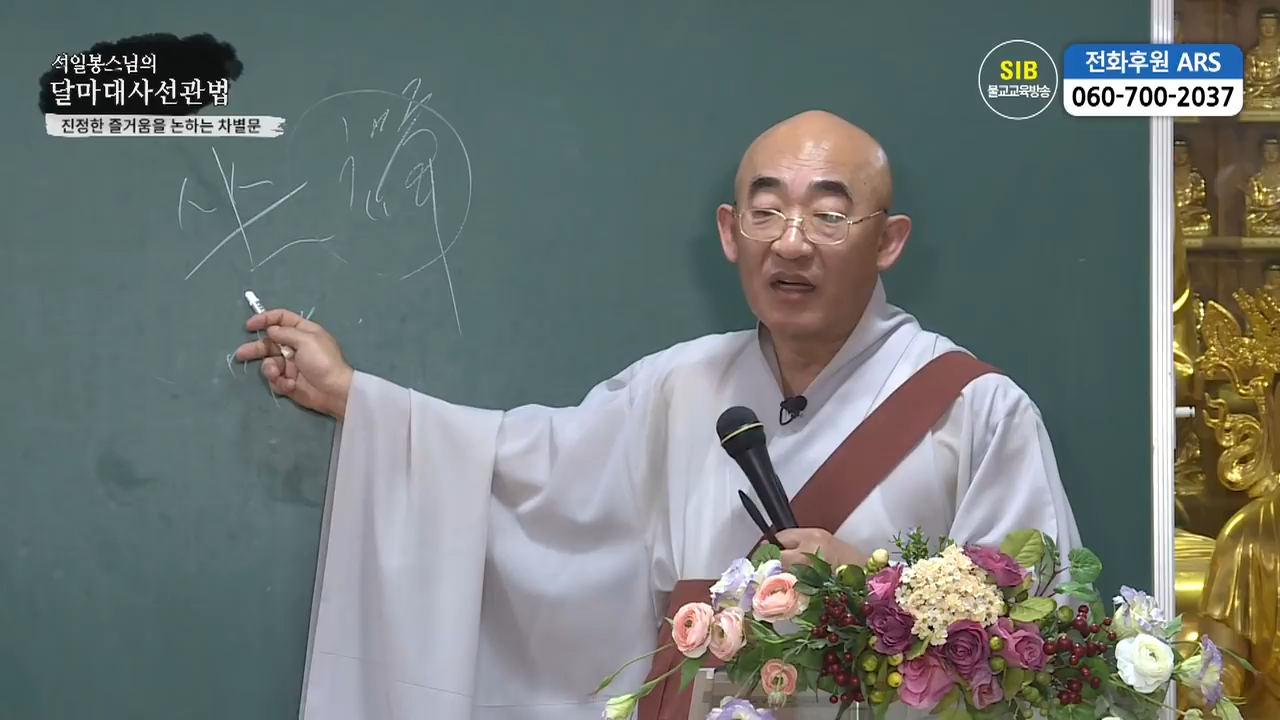 석일봉스님의
달마대사선관법
진정한 즐거움을 논하는 차별문
SIB
불교교육방송
전화후원 ARS
060-700-2037